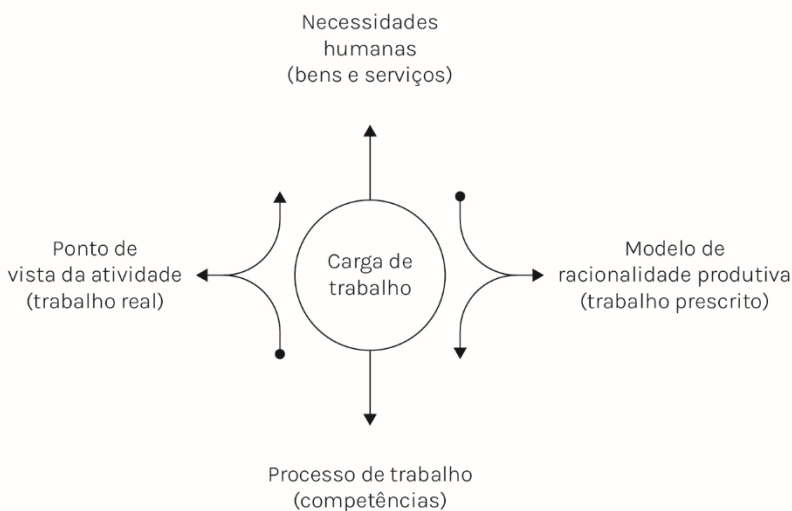 Necessidades
humanas
(bens e serviços)
Ponto de
vista da atividade
(trabalho real)
Carga de
trabalho
Modelo de
racionalidade produtiva
(trabalho prescrito)
Processo de trabalho
(competências)